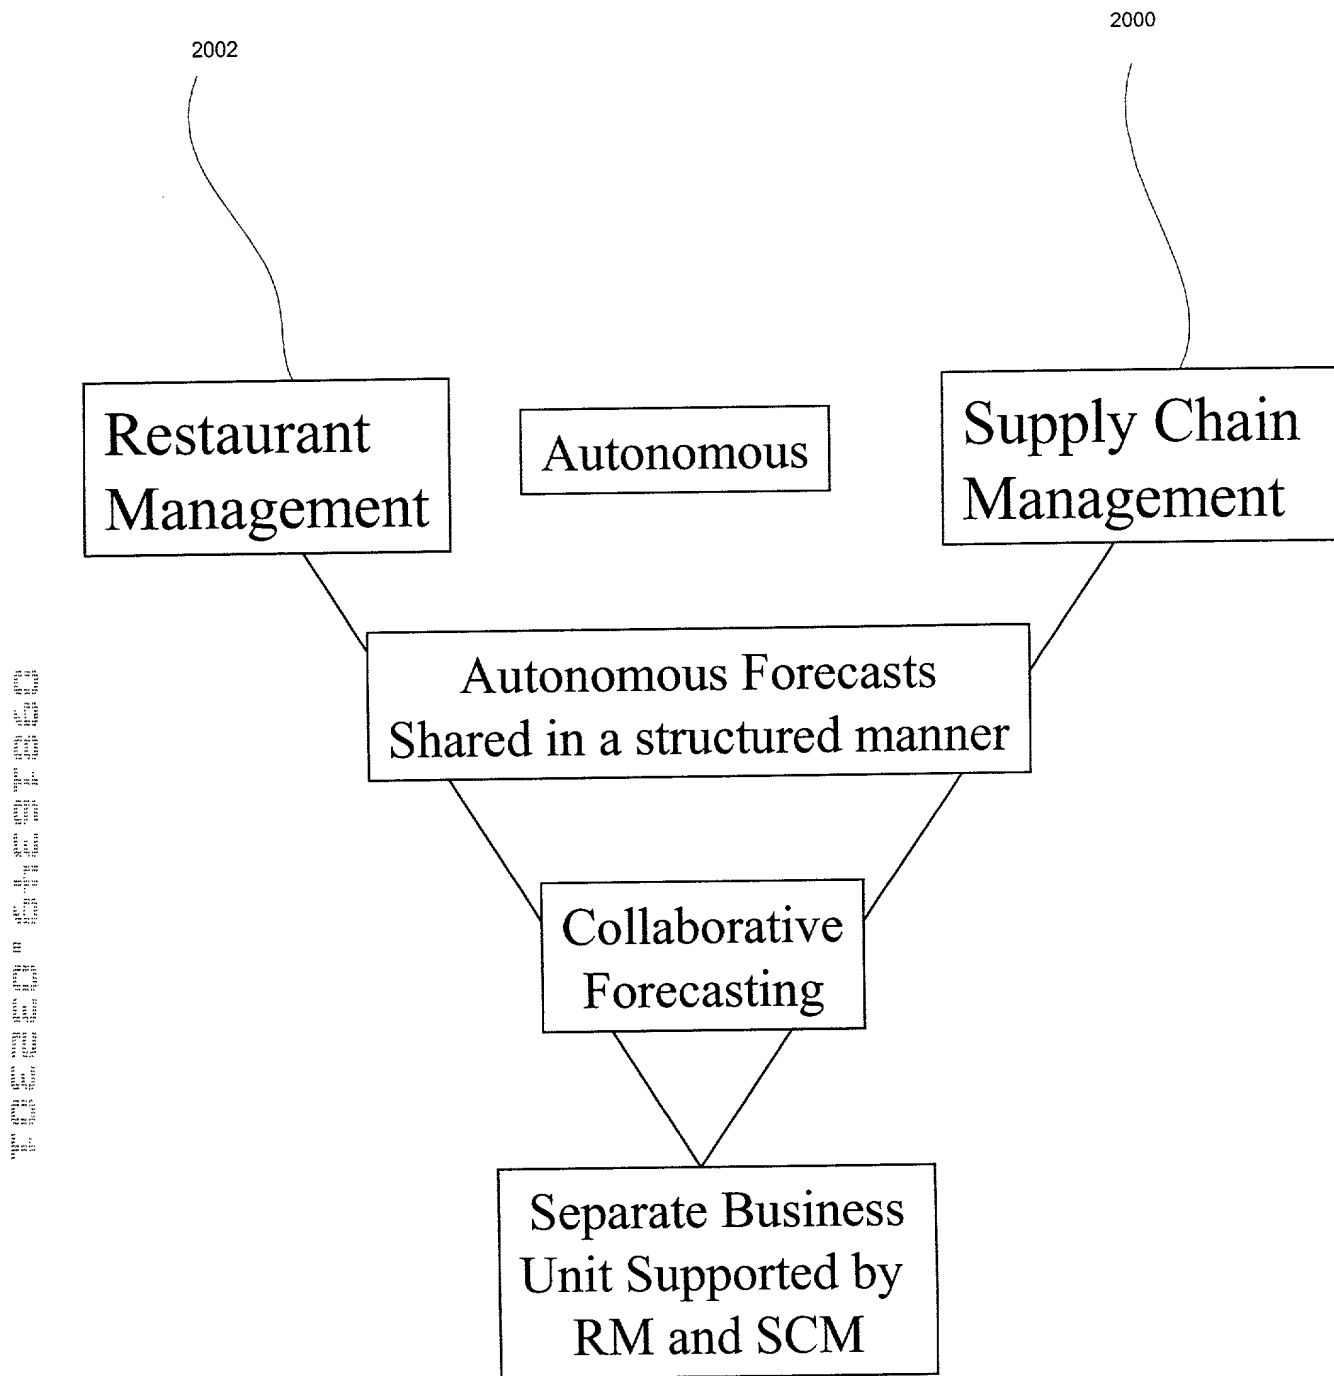 2002
2000
Restaurant
Management
Autonomous
Supply Chain
Management
Autonomous Forecasts
Shared in a structured manner
Collaborative
Forecasting
Separate Business
Unit Supported by
RM and SCM